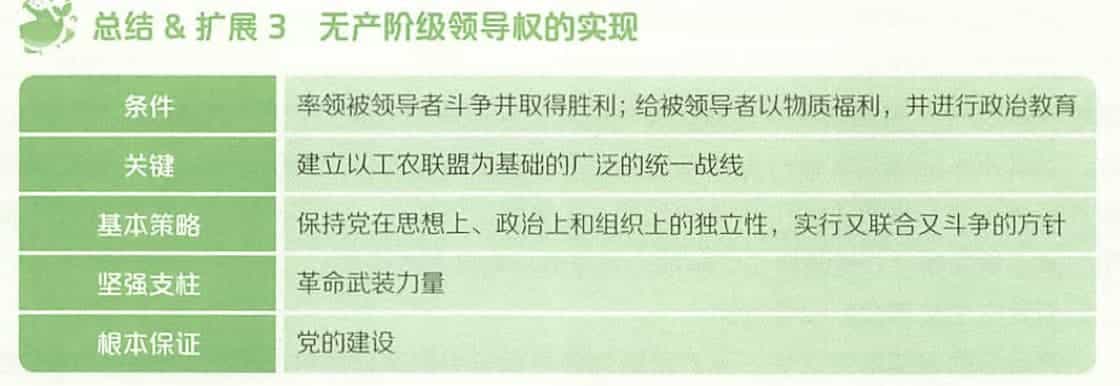 总结 & 扩展 3 无产阶级领导权的实现
条件 率领被领导者斗争并取得胜利；给被领导者以物质福利，并进行政治教育
关键 建立以工农联盟为基础的广泛的统一战线
基本策略 保持党在思想上、政治上和组织上的独立性，实行又联合又斗争的方针
坚强支柱 革命武装力量
根本保证 党的建设